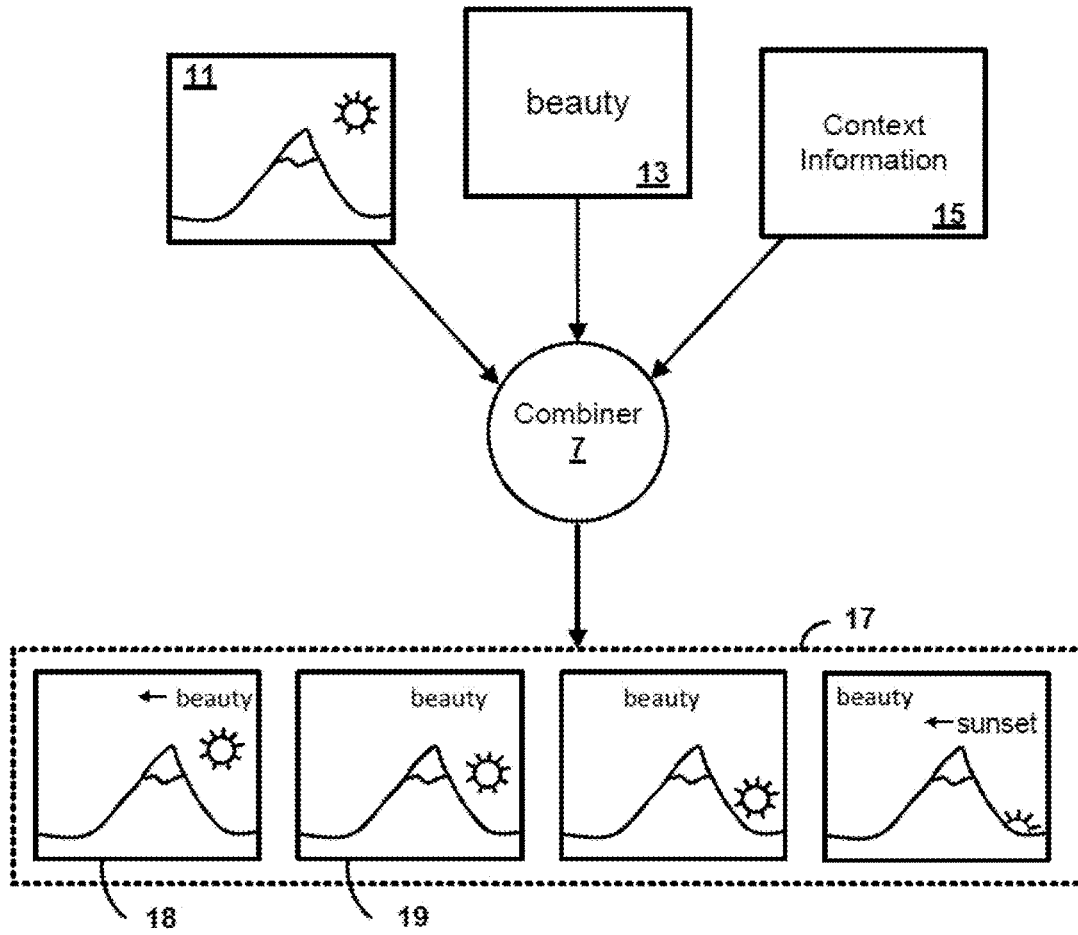 11
beauty
13
Context
Information
15
Combiner
7
17
← beauty
beauty
beauty
beauty
← sunset
18
19